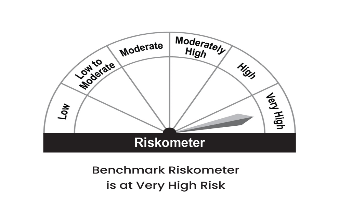 Low
Low to
Moderate
Moderate
Moderately
High
High
Very High
Riskometer
Benchmark Riskometer
is at Very High Risk